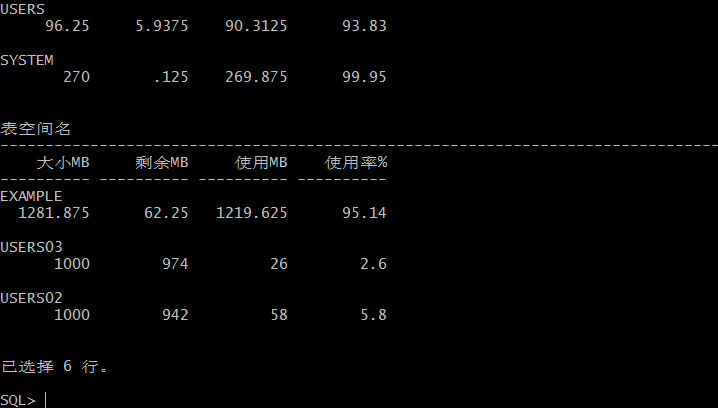 USERS
96.25 5.9375 90.3125 93.83
SYSTEM
270 .125 269.875 99.95
表空间名
--------------------------------------------------------------------------------
大小MB 剩余MB 使用MB 使用率%
---------- ---------- ---------- ----------
EXAMPLE
1281.875 62.25 1219.625 95.14
USERS03
1000 974 26 2.6
USERS02
1000 942 58 5.8
已选择 6 行。
SQL>